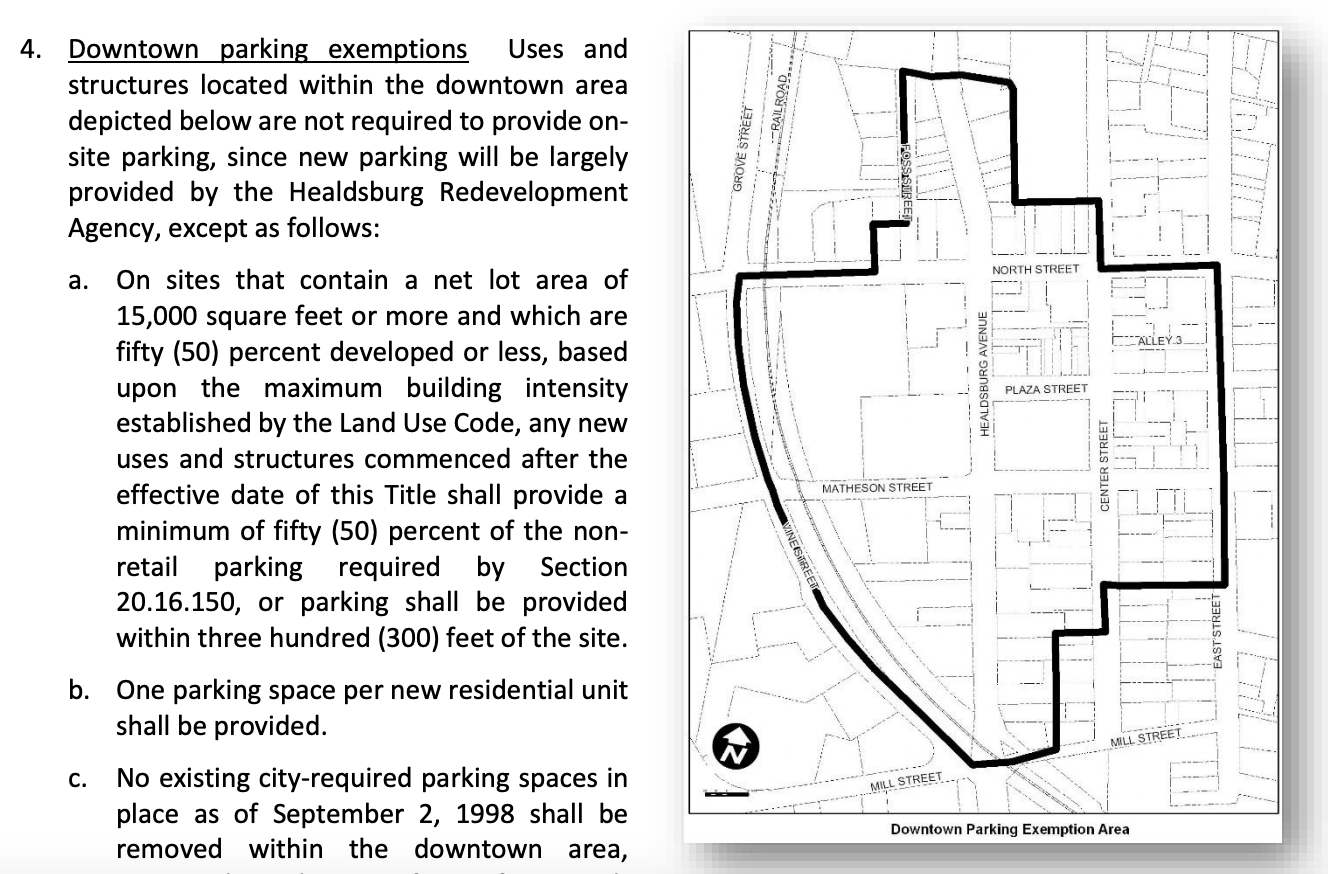 4. Downtown parking exemptions Uses and
structures located within the downtown area
depicted below are not required to provide on-
site parking, since new parking will be largely
provided by the Healdsburg Redevelopment
Agency, except as follows:
a. On sites that contain a net lot area of
15,000 square feet or more and which are
fifty (50) percent developed or less, based
upon the maximum building intensity
established by the Land Use Code, any new
uses and structures commenced after the
effective date of this Title shall provide a
minimum of fifty (50) percent of the non-
retail parking required by Section
20.16.150, or parking shall be provided
within three hundred (300) feet of the site.
b. One parking space per new residential unit
shall be provided.
c. No existing city-required parking spaces in
place as of September 2, 1998 shall be
removed within the downtown area,
GROVE STREET
RAILROAD
FOSS STREET
NORTH STREET
HEALDSBURG AVENUE
ALLEY 3
PLAZA STREET
CENTER STREET
MATHESON STREET
VINE STREET
EAST STREET
MILL STREET
MILL STREET
N
Downtown Parking Exemption Area